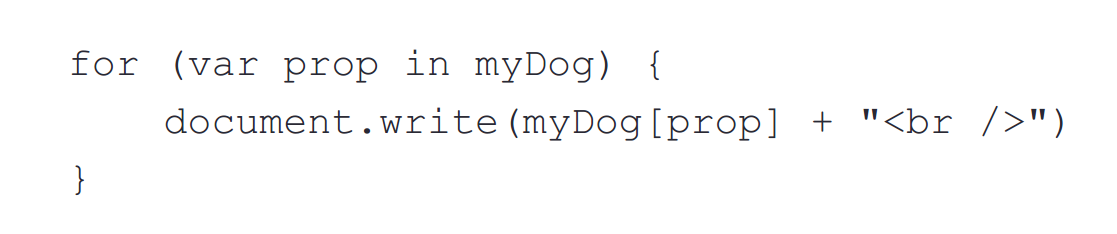 for (var prop in myDog) {
    document.write(myDog[prop] + "<br />")
}